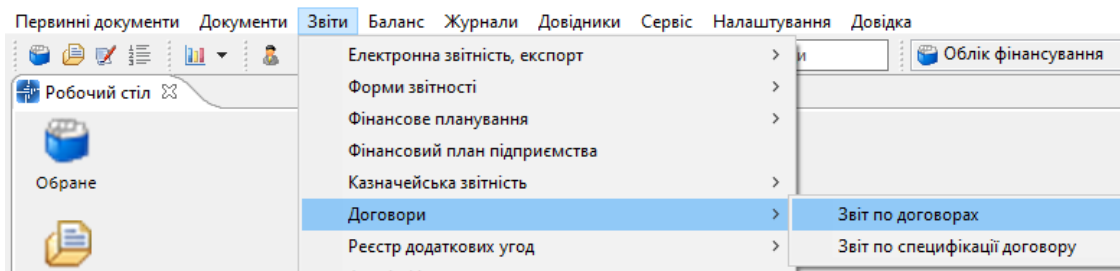 Первинні документи Документи Звіти Баланс Журнали Довідники Сервіс Налаштування Довідка
Електронна звітність, експорт
и
Облік фінансування
Робочий стіл
Форми звітності
Фінансове планування
Фінансовий план підприємства
Обране
Казначейська звітність
Договори
Звіт по договорах
Реєстр додаткових угод
Звіт по специфікації договору